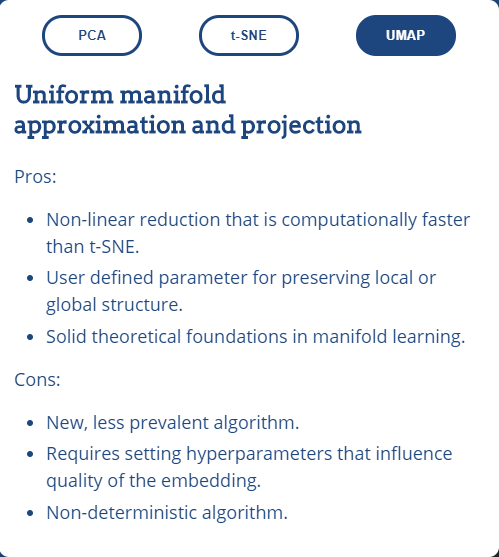 PCA
t-SNE
UMAP
Uniform manifold
approximation and projection
Pros:
• Non-linear reduction that is computationally faster
than t-SNE.
• User defined parameter for preserving local or
global structure.
• Solid theoretical foundations in manifold learning.
Cons:
• New, less prevalent algorithm.
• Requires setting hyperparameters that influence
quality of the embedding.
• Non-deterministic algorithm.